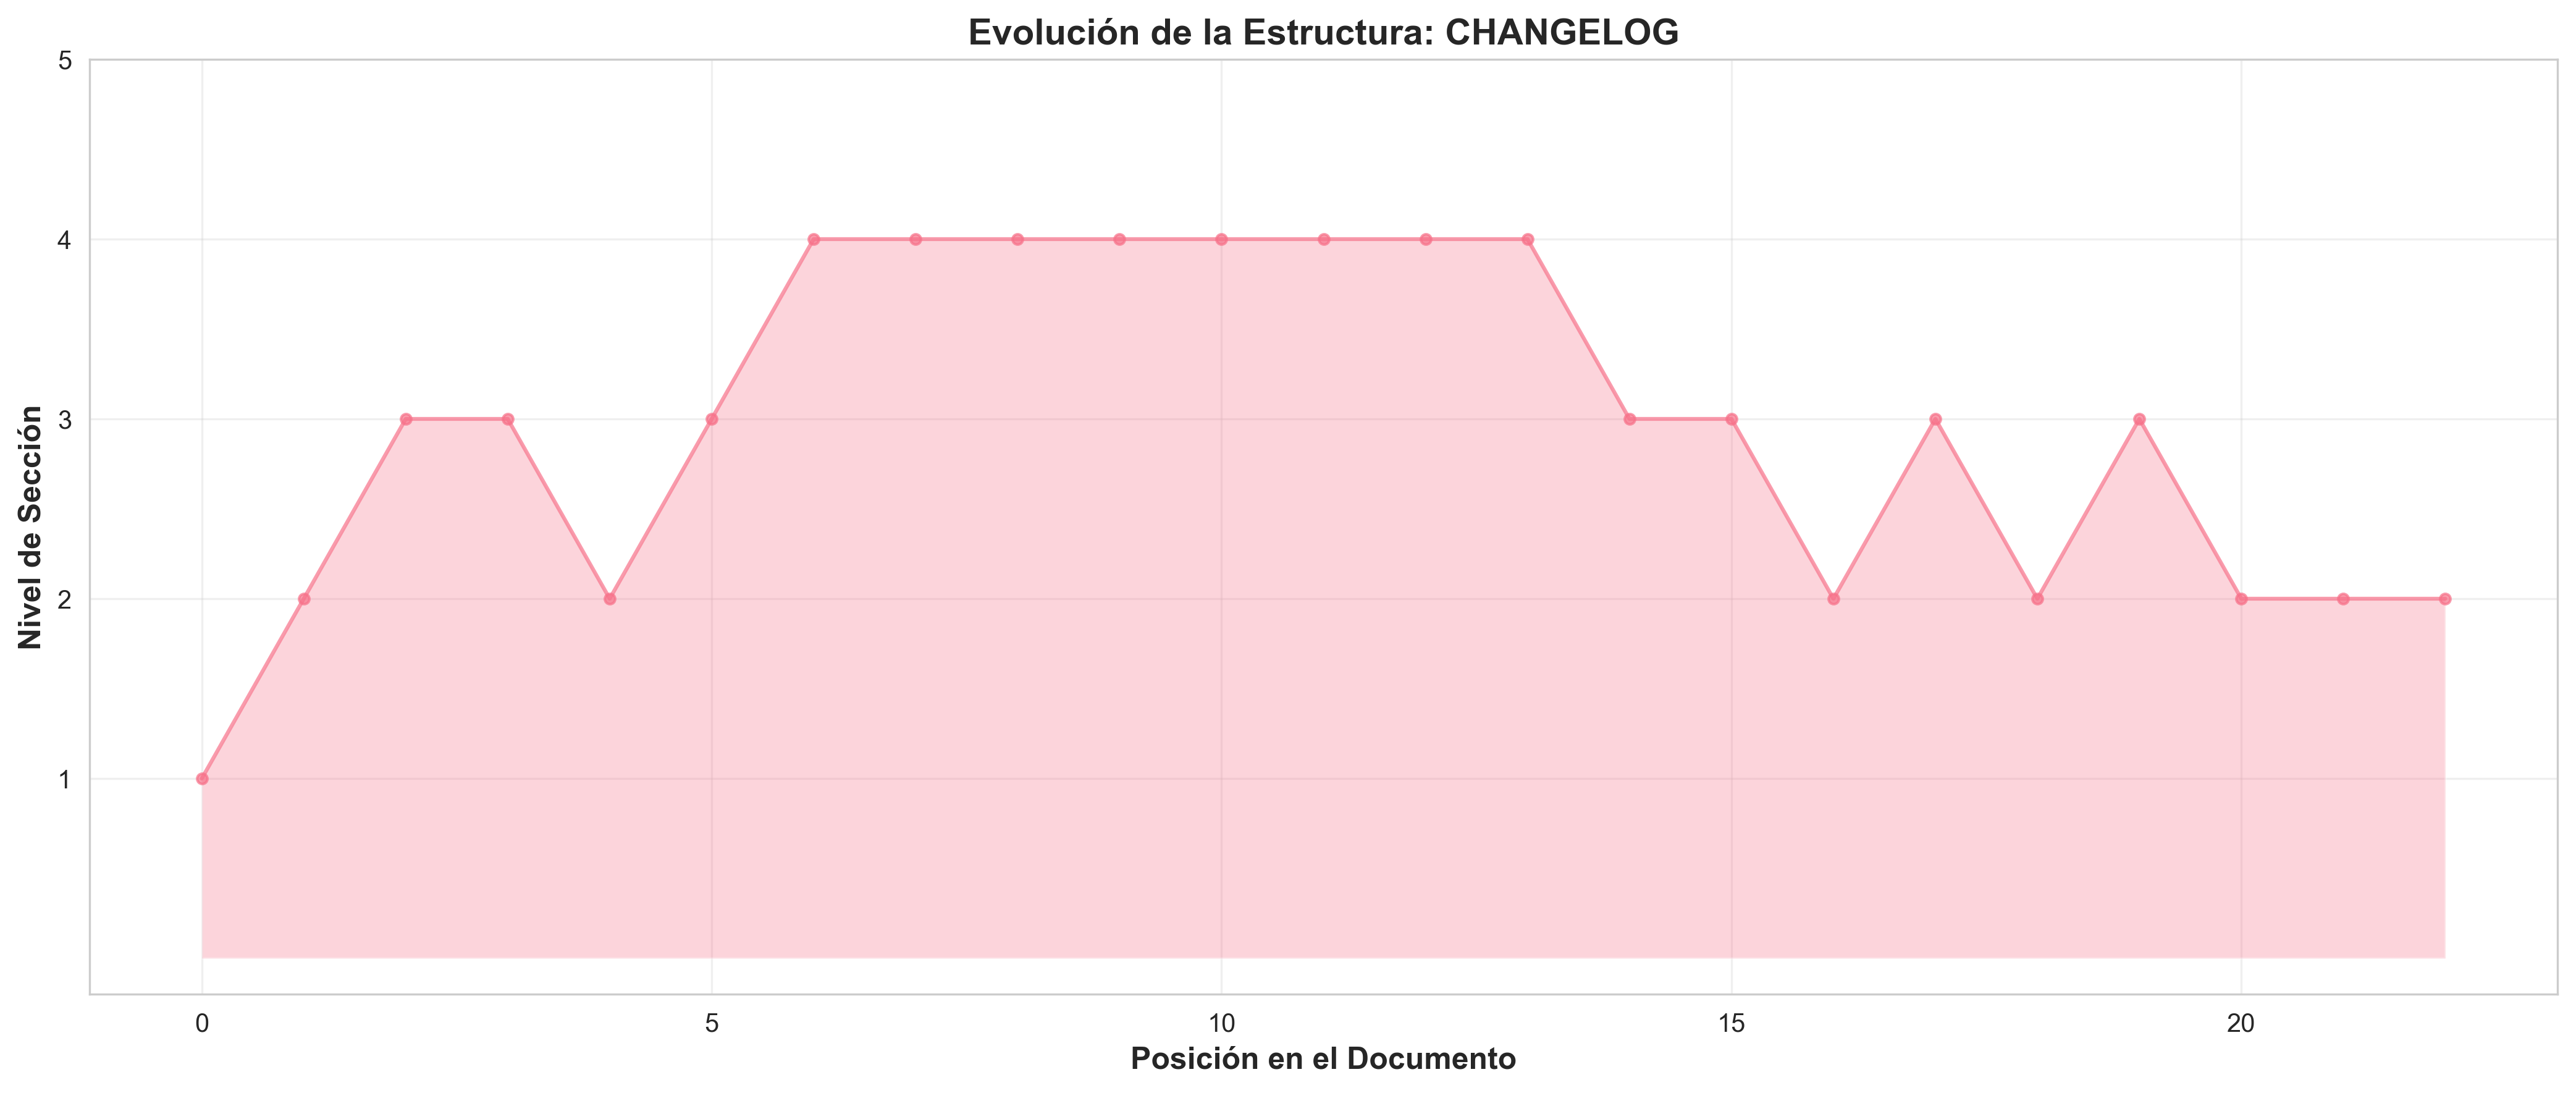 Evolución de la Estructura: CHANGELOG
5
4
3
2
1
Nivel de Sección
0 5 10 15 20
Posición en el Documento